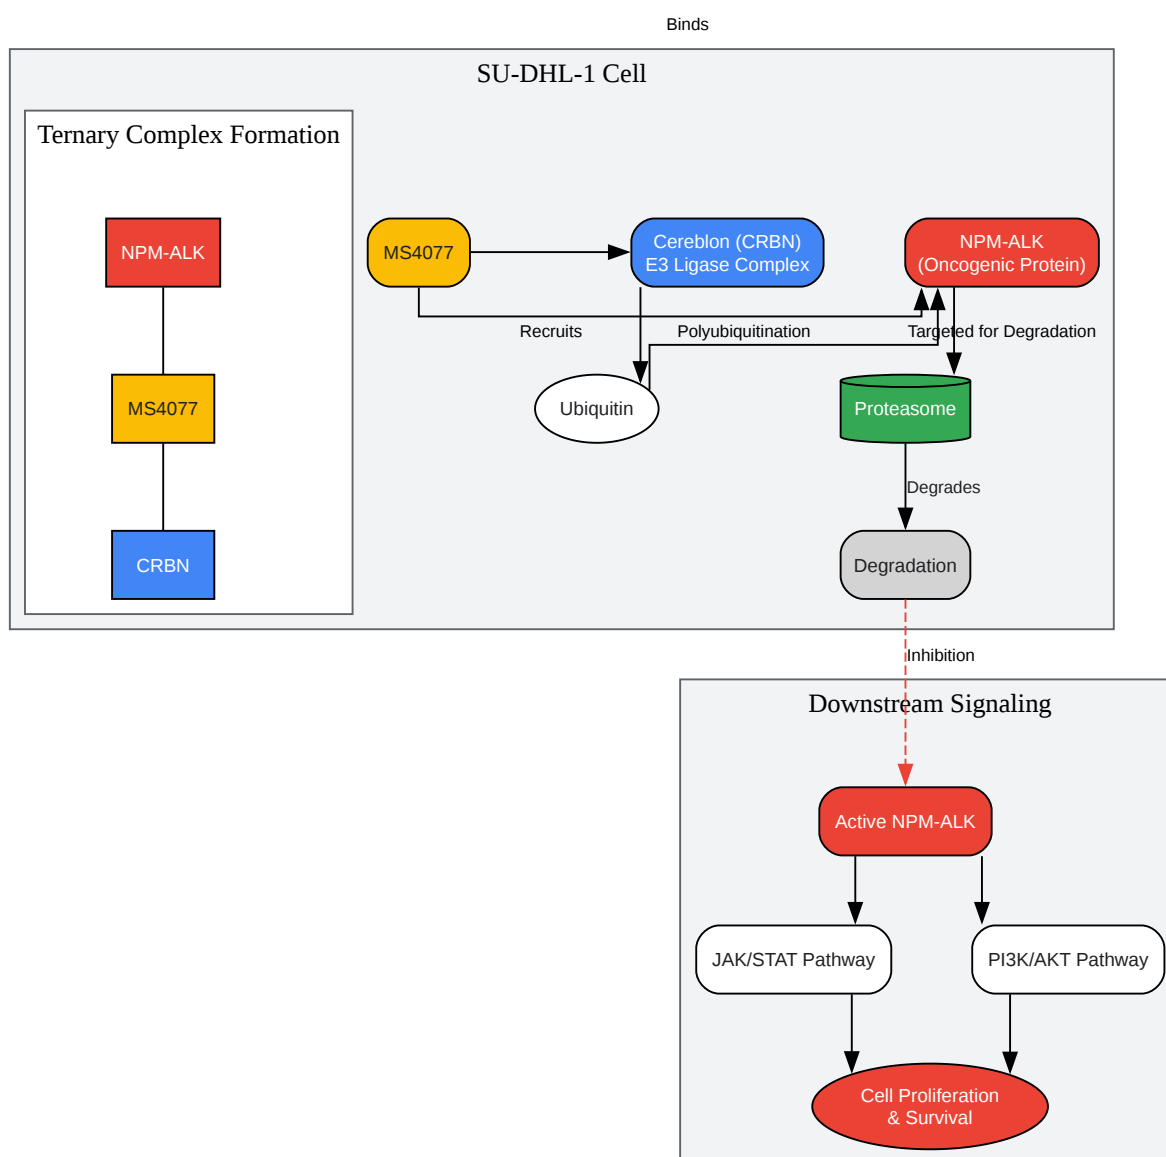 Binds
SU-DHL-1 Cell
Ternary Complex Formation
NPM-ALK
MS4077
CRBN
MS4077
Cereblon (CRBN)
E3 Ligase Complex
NPM-ALK
(Oncogenic Protein)
Recruits
Polyubiquitination
Targeted for Degradation
Ubiquitin
Proteasome
Degrades
Degradation
Inhibition
Downstream Signaling
Active NPM-ALK
JAK/STAT Pathway
PI3K/AKT Pathway
Cell Proliferation
& Survival